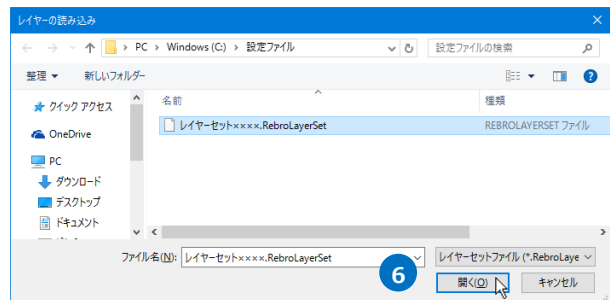 レイヤーの読み込み
PC › Windows (C:) › 設定ファイル
設定ファイルの検索
整理 新しいフォルダー
名前 種類
クイック アクセス
レイヤーセット××××.RebroLayerSet REBROLAYERSET ファイル
OneDrive
PC
ダウンロード
デスクトップ
ドキュメント
ファイル名(N): レイヤーセット××××.RebroLayerSet レイヤーセットファイル (*.RebroLaye
6
開く(O) キャンセル